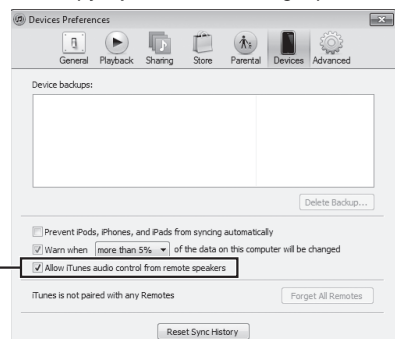 Devices Preferences
General Playback Sharing Store Parental Devices Advanced
Device backups:
Delete Backup...
Prevent iPods, iPhones, and iPads from syncing automatically
Warn when more than 5% of the data on this computer will be changed
Allow iTunes audio control from remote speakers
iTunes is not paired with any Remotes
Forget All Remotes
Reset Sync History